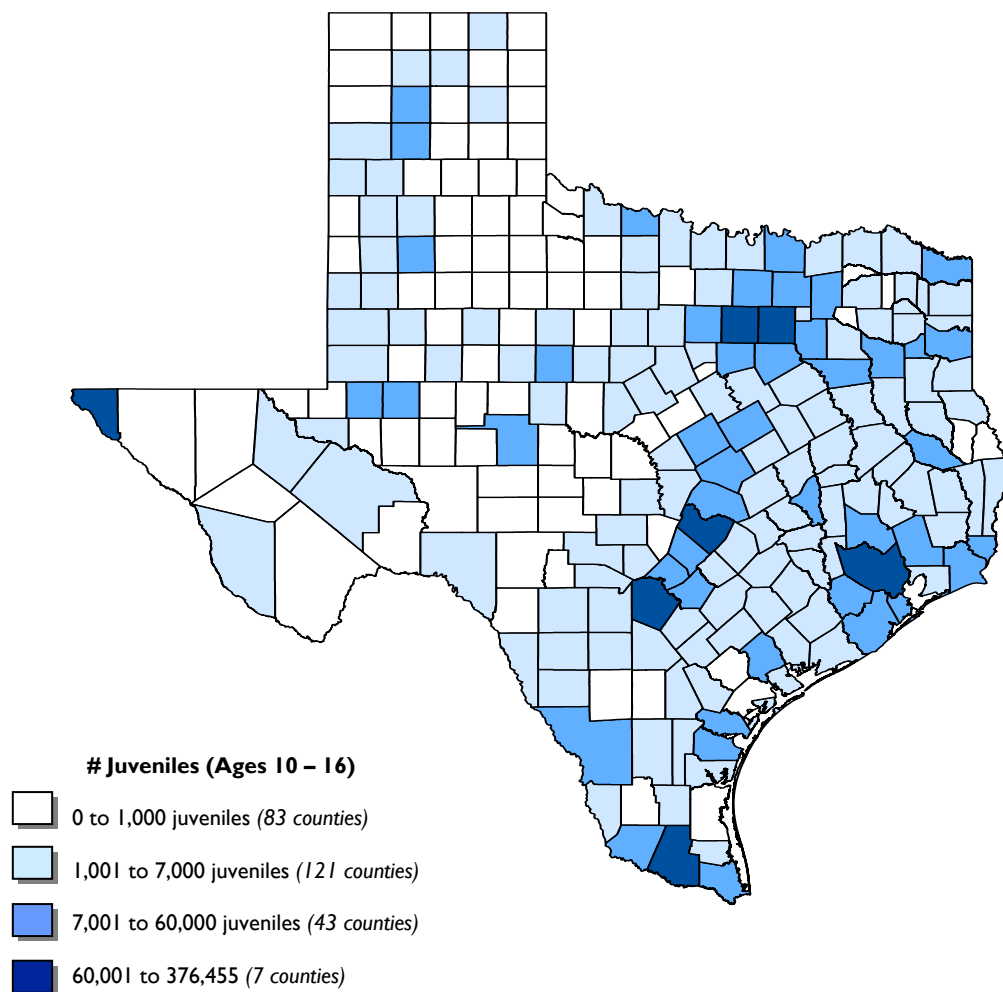 # Juveniles (Ages 10 – 16)
0 to 1,000 juveniles (83 counties)
1,001 to 7,000 juveniles (121 counties)
7,001 to 60,000 juveniles (43 counties)
60,001 to 376,455 (7 counties)